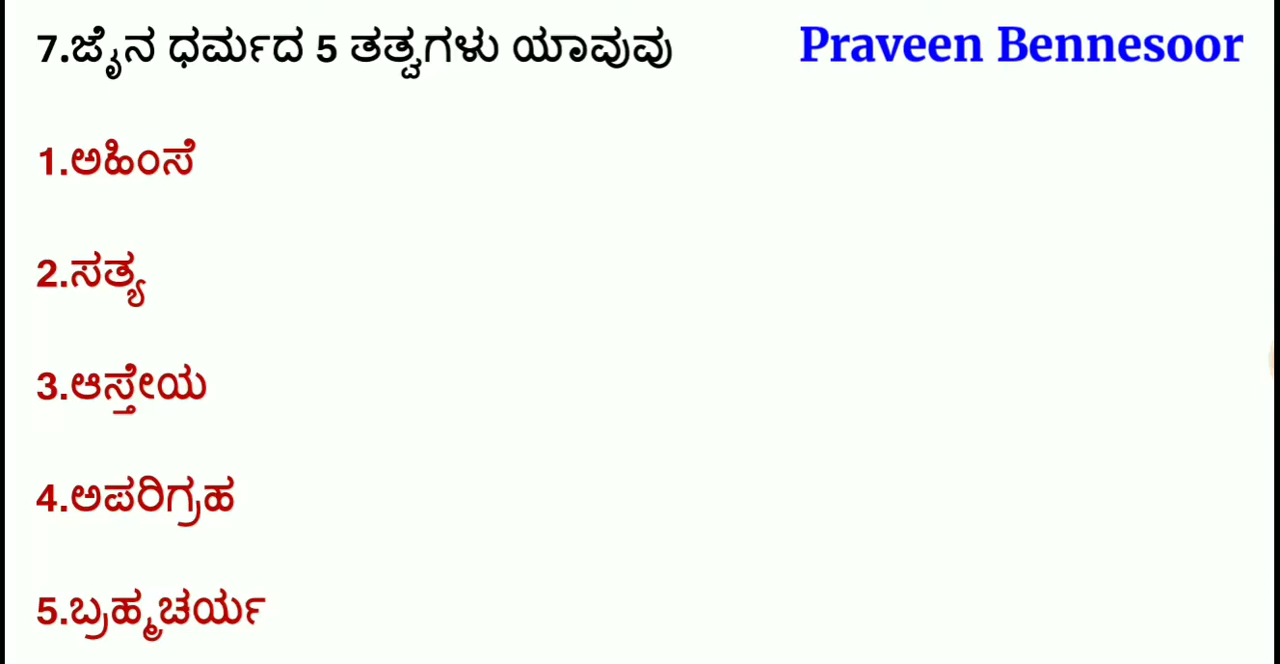 7.ಜೈನ ಧರ್ಮದ 5 ತತ್ವಗಳು ಯಾವುವು Praveen Bennesoor
1.ಅಹಿಂಸೆ
2.ಸತ್ಯ
3.ಆಸ್ತೇಯ
4.ಅಪರಿಗ್ರಹ
5.ಬ್ರಹ್ಮಚರ್ಯ